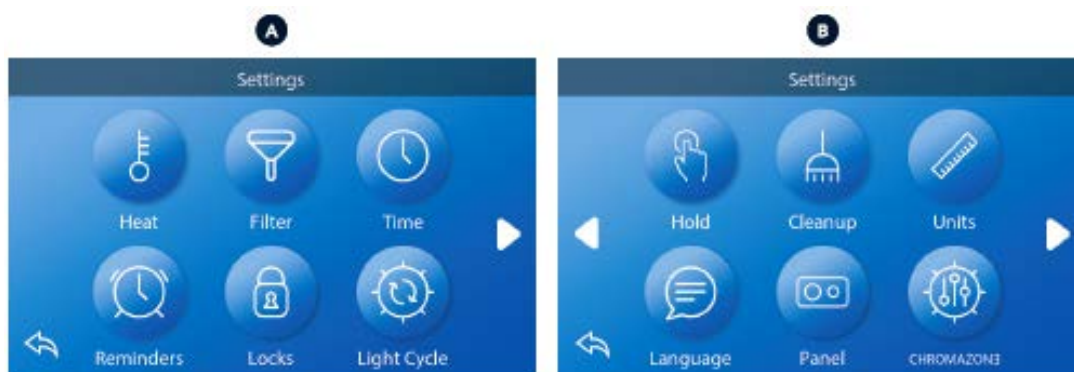 A
B
Settings
Heat Filter Time
Reminders Locks Light Cycle
Settings
Hold Cleanup Units
Language Panel CHROMAZON3